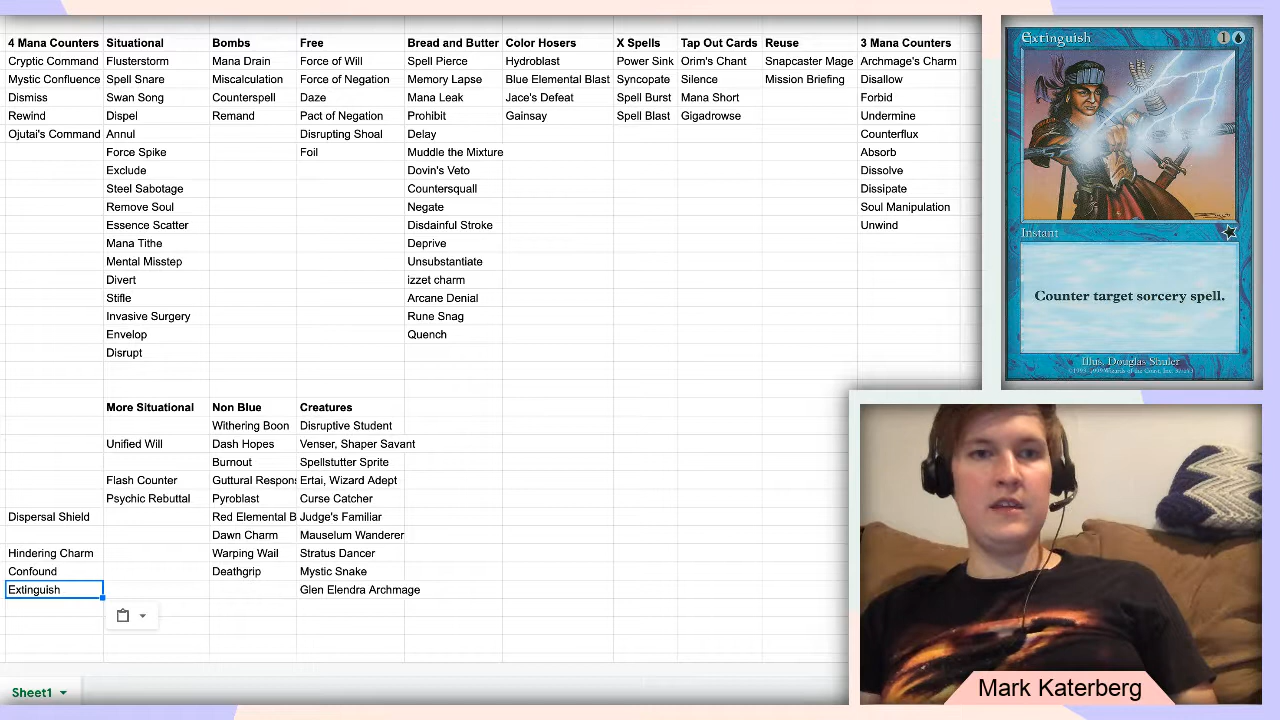 4 Mana Counters Situational Bombs Free Bread and Butter Color Hosers X Spells Tap Out Cards Reuse 3 Mana Counters
Cryptic Command Flusterstorm Mana Drain Force of Will Spell Pierce Hydroblast Power Sink Orim's Chant Snapcaster Mage Archmage's Charm
Mystic Confluence Spell Snare Miscalculation Force of Negation Memory Lapse Blue Elemental Blast Syncopate Silence Mission Briefing Disallow
Dismiss Swan Song Counterspell Daze Mana Leak Jace's Defeat Spell Burst Mana Short Forbid
Rewind Dispel Remand Pact of Negation Prohibit Gainsay Spell Blast Gigadrowse Undermine
Ojutai's Command Annul Disrupting Shoal Delay Counterflux
Force Spike Foil Muddle the Mixture Absorb
Exclude Dovin's Veto Dissolve
Steel Sabotage Countersquall Dissipate
Remove Soul Negate Soul Manipulation
Essence Scatter Disdainful Stroke Unwind
Mana Tithe Deprive
Mental Misstep Unsubstantiate
Divert izzet charm
Stifle Arcane Denial
Invasive Surgery Rune Snag
Envelop Quench
Disrupt
More Situational Non Blue Creatures
Withering Boon Disruptive Student
Unified Will Dash Hopes Venser, Shaper Savant
Burnout Spellstutter Sprite
Flash Counter Guttural Respons Ertai, Wizard Adept
Psychic Rebuttal Pyroblast Curse Catcher
Dispersal Shield Red Elemental B Judge's Familiar
Dawn Charm Mauselum Wanderer
Hindering Charm Warping Wail Stratus Dancer
Confound Deathgrip Mystic Snake
Extinguish Glen Elendra Archmage
Sheet1
Extinguish 1
Instant
Counter target sorcery spell.
Illus. Douglas Shuler
Mark Katerberg